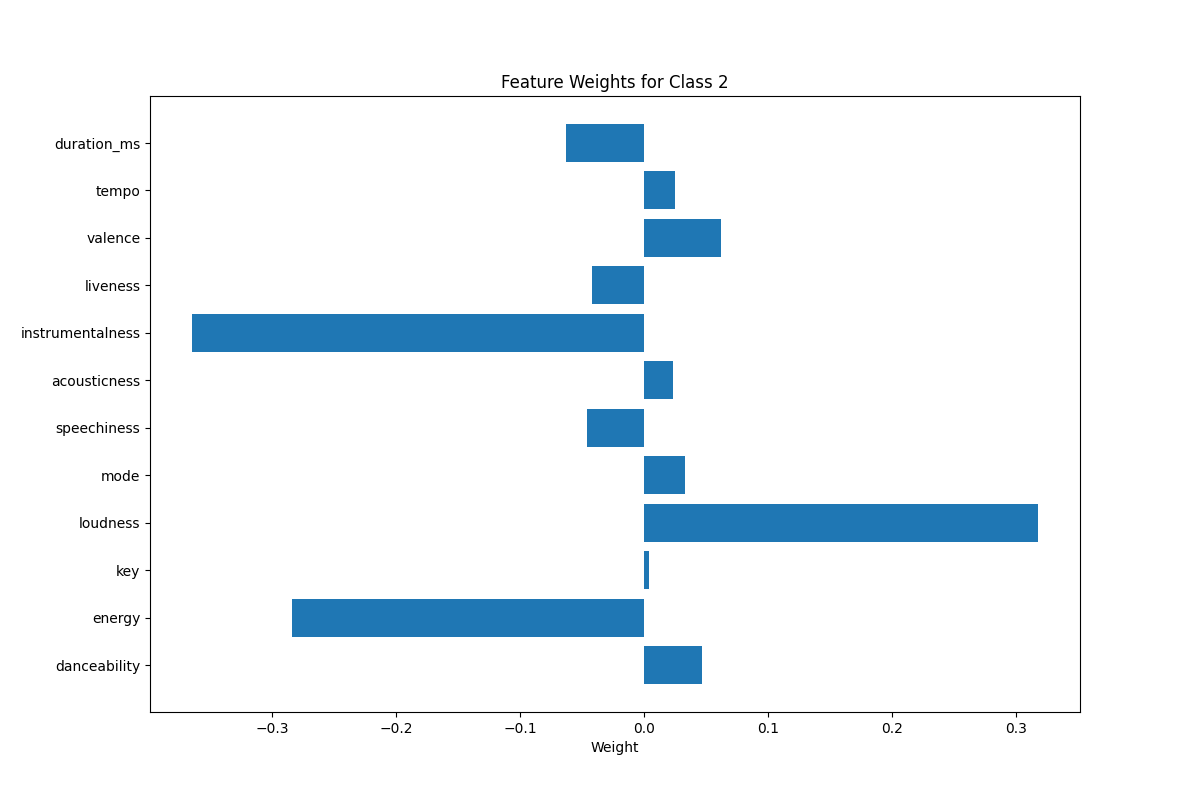 Feature Weights for Class 2
duration_ms
tempo
valence
liveness
instrumentalness
acousticness
speechiness
mode
loudness
key
energy
danceability
−0.3 −0.2 −0.1 0.0 0.1 0.2 0.3
Weight